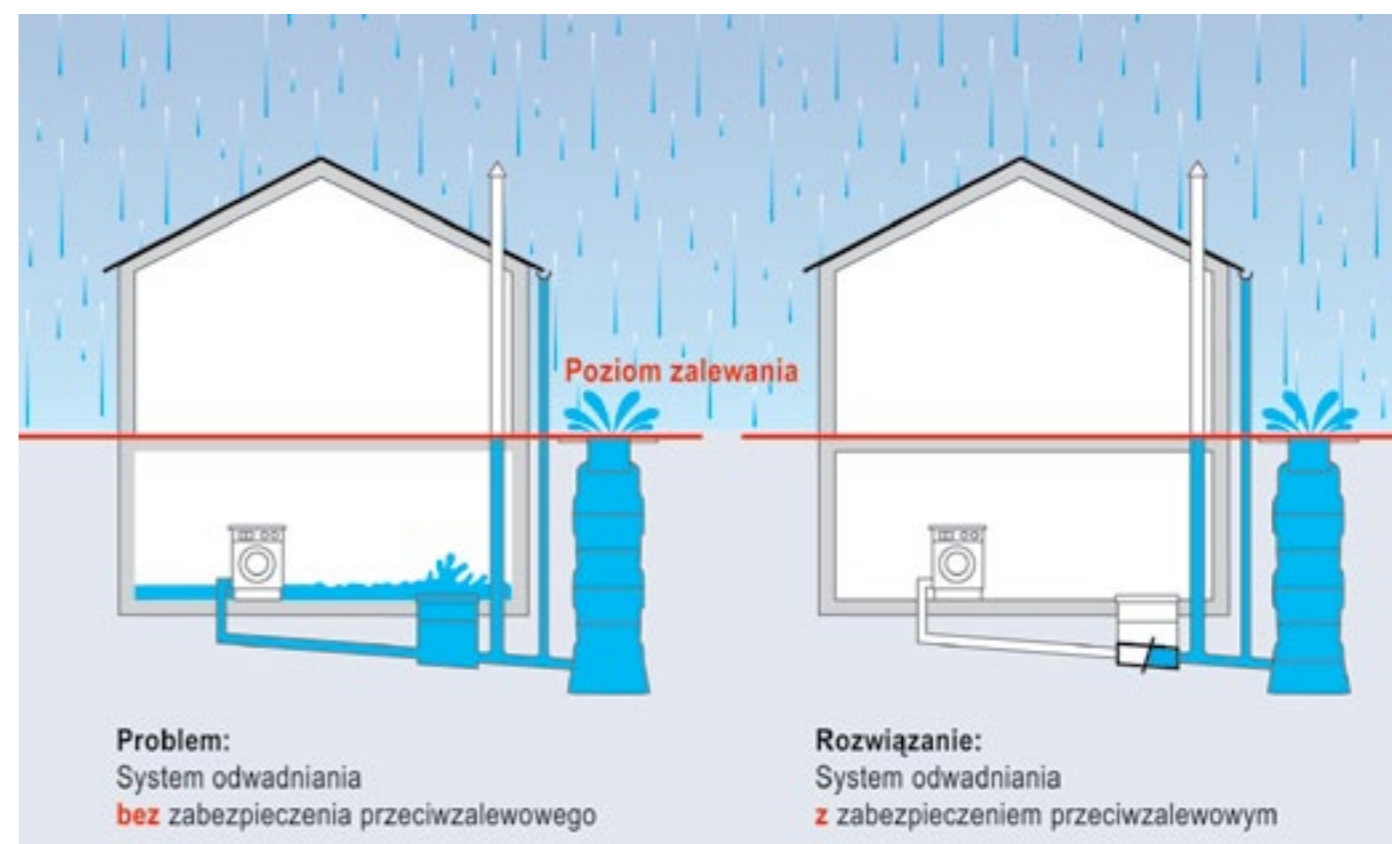 Poziom zalewania
Problem:
System odwadniania
bez zabezpieczenia przeciwzalewowego
Rozwiązanie:
System odwadniania
z zabezpieczeniem przeciwzalewowym